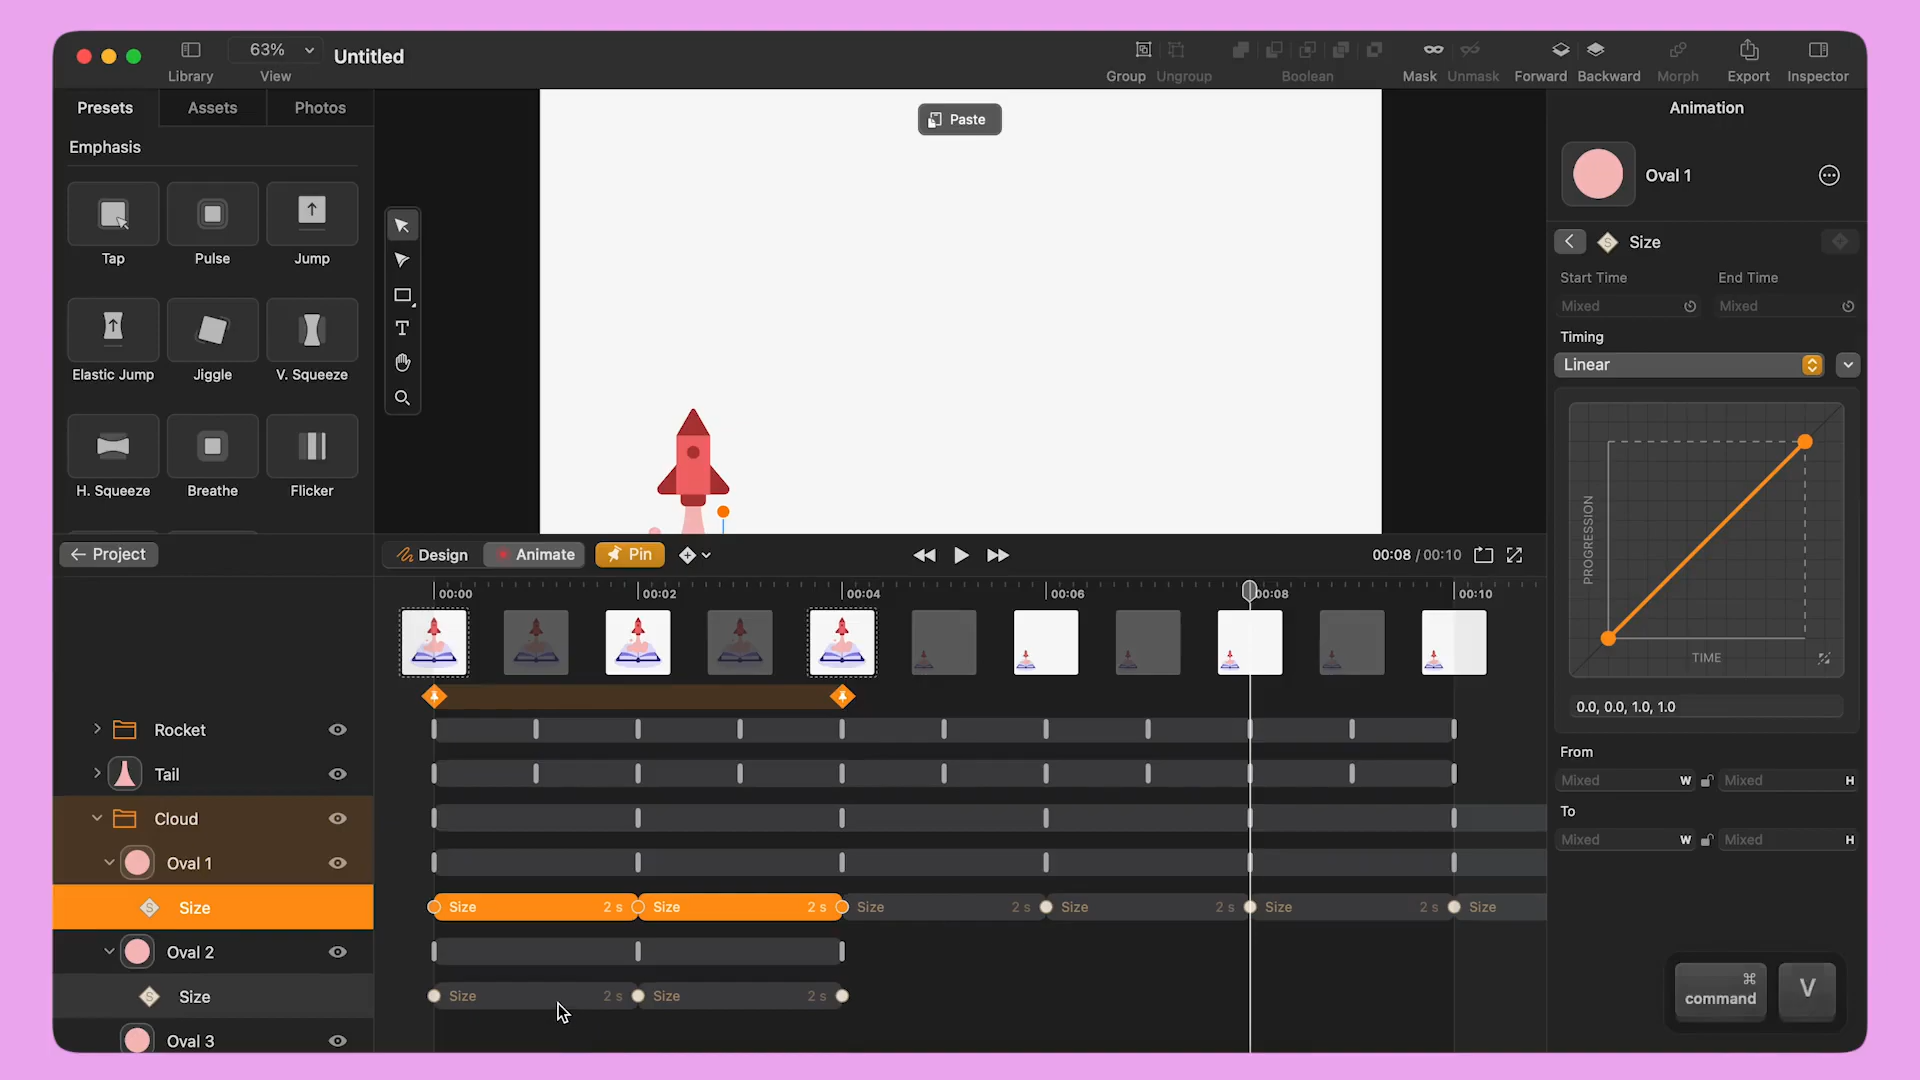 63%
Untitled
Library
View
Group
Ungroup
Boolean
Mask
Unmask
Forward
Backward
Morph
Export
Inspector
Presets
Assets
Photos
Animation
Paste
Emphasis
Oval 1
Tap
Pulse
Jump
Size
Start Time
End Time
Mixed
Mixed
Timing
Linear
Elastic Jump
Jiggle
V. Squeeze
H. Squeeze
Breathe
Flicker
PROGRESSION
TIME
0.0, 0.0, 1.0, 1.0
From
Mixed W Mixed H
To
Mixed W Mixed H
Project
Design
Animate
Pin
00:08 / 00:10
00:00
00:02
00:04
00:06
00:08
00:10
Rocket
Tail
Cloud
Oval 1
Size
Size 2 s Size 2 s Size 2 s Size 2 s Size 2 s Size
Oval 2
Size
Size 2 s Size 2 s
Oval 3
⌘
command
V